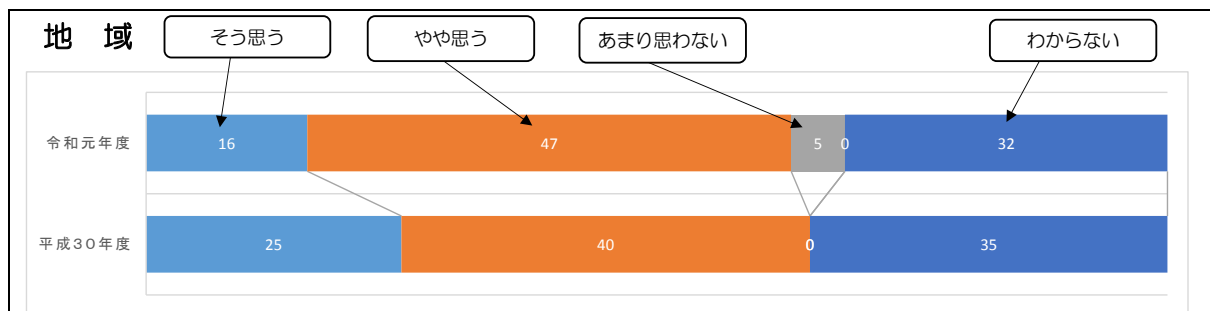 地 域
そう思う
やや思う
あまり思わない
わからない
令和元年度
16 47 5 0 32
平成30年度
25 40 0 35